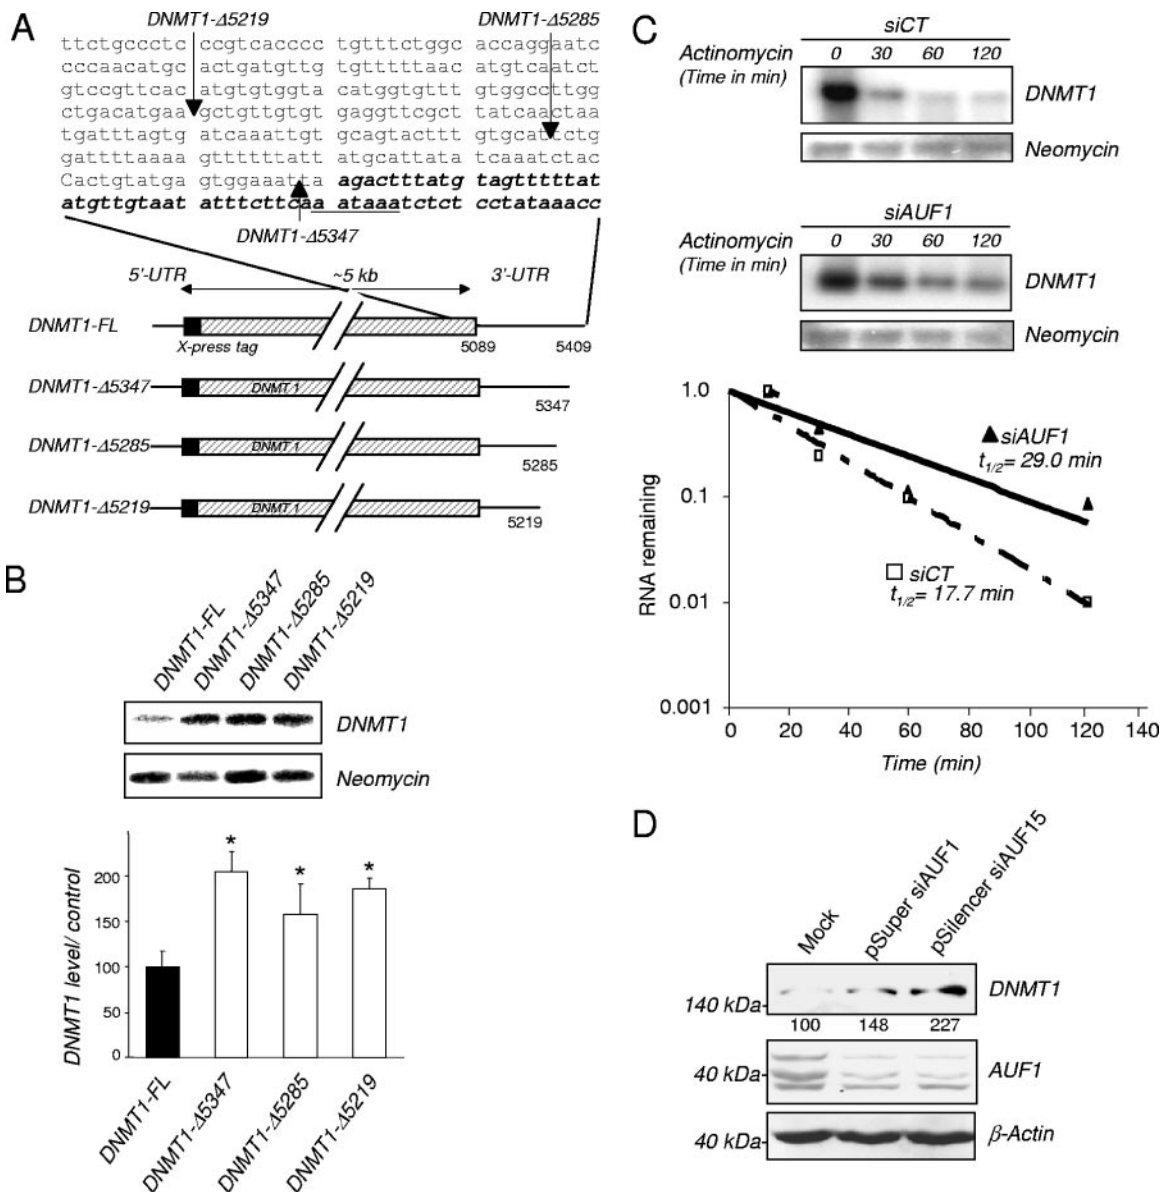 A
DNMT1-Δ5219
DNMT1-Δ5285
ttctgccctc ccgtcacccc tgtttctggc accaggaatc
cccaacatgc actgatgttg tgtttttaac atgtcaatct
gtccgttcac atgtgtggta catggtgttt gtggccttgg
ctgacatgaa gctgttgtgt gaggttcgct tatcaactaa
tgatttagtg atcaaattgt gcagtacttt gtgcattctg
gattttaaaa gttttttatt atgcattata tcaaatctac
Cactgtatga gtggaaatta agactttatg tagtttttat
atgttgtaat atttcttcaa ataaatctct cctataaacc
DNMT1-Δ5347
5'-UTR
~5 kb
3'-UTR
DNMT1-FL
X-press tag
5089
5409
DNMT1-Δ5347
DNMT 1
5347
DNMT1-Δ5285
DNMT 1
5285
DNMT1-Δ5219
DNMT 1
5219
B
DNMT1-FL
DNMT1-Δ5347
DNMT1-Δ5285
DNMT1-Δ5219
DNMT1
Neomycin
DNMT1 level/ control
200
150
100
50
0
*
*
*
DNMT1-FL
DNMT1-Δ5347
DNMT1-Δ5285
DNMT1-Δ5219
C
siCT
Actinomycin 0 30 60 120
(Time in min)
DNMT1
Neomycin
siAUF1
Actinomycin 0 30 60 120
(Time in min)
DNMT1
Neomycin
RNA remaining
1.0
0.1
0.01
0.001
siAUF1
t1/2= 29.0 min
siCT
t1/2= 17.7 min
0 20 40 60 80 100 120 140
Time (min)
D
Mock
pSuper siAUF1
pSilencer siAUF15
140 kDa
DNMT1
100 148 227
40 kDa
AUF1
40 kDa
β-Actin